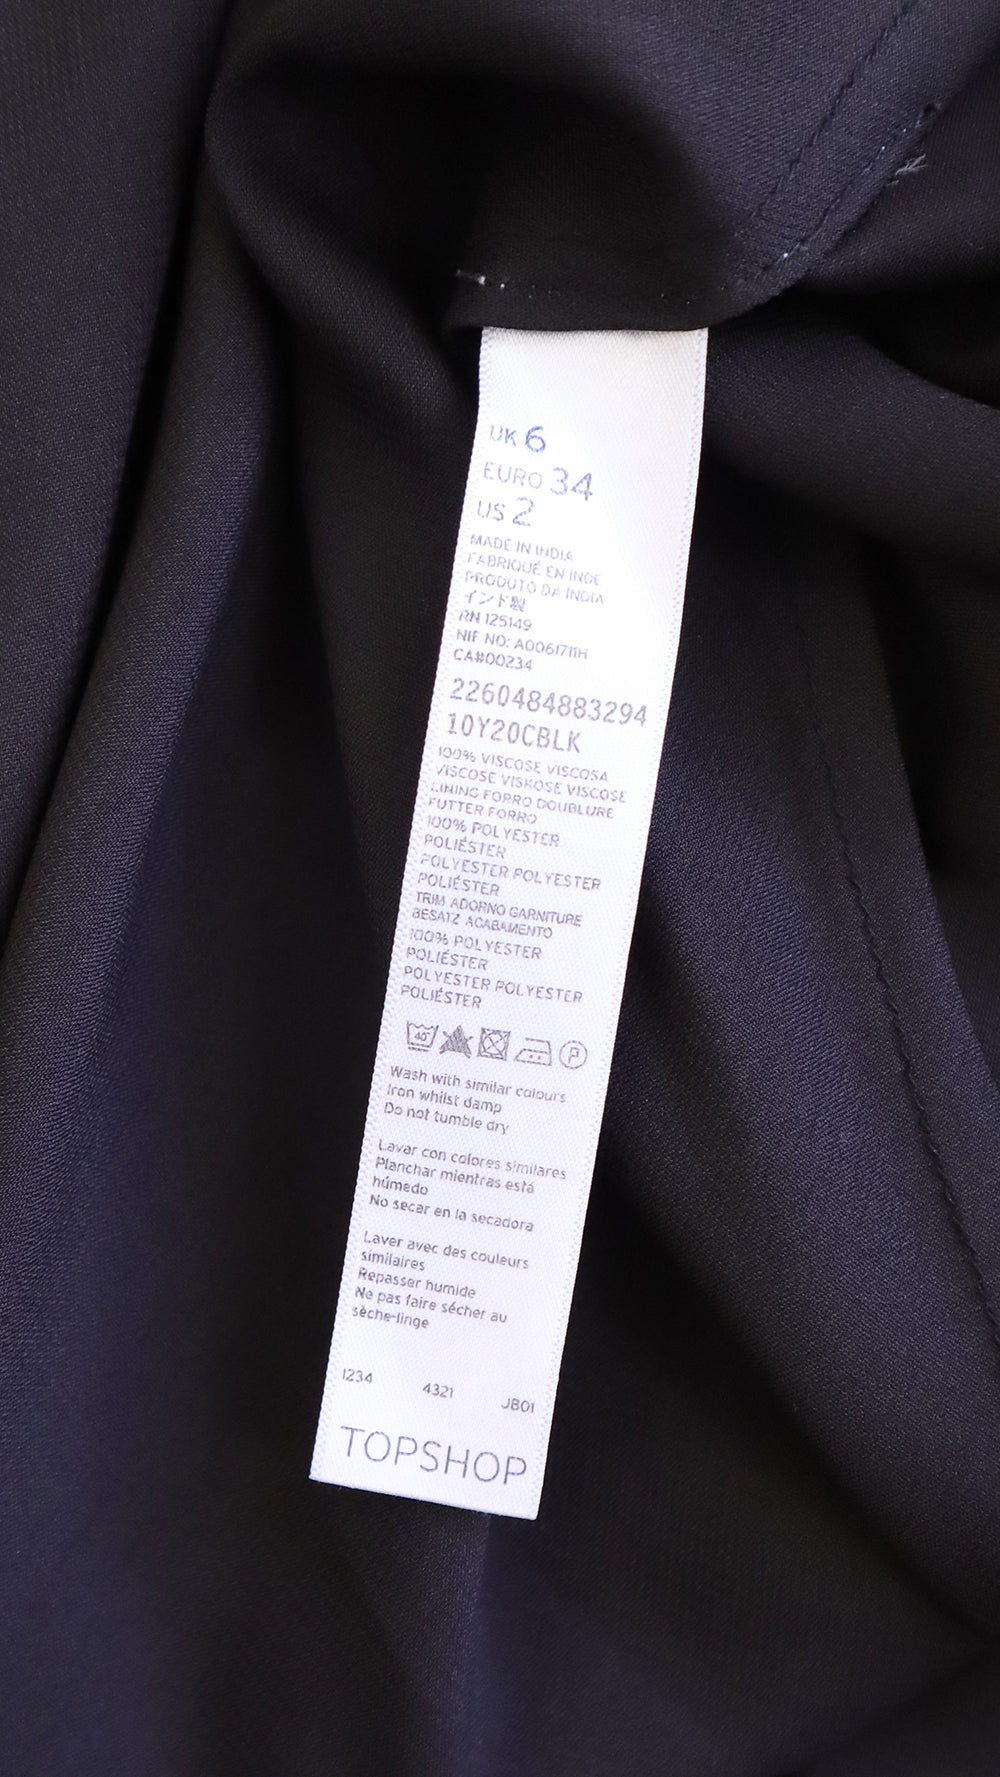 UK 6
EURO 34
US 2
MADE IN INDIA
FABRIQUÉ EN INDE
PRODUTO DA INDIA
インド製
RN 125149
NIF NO: A0061711H
CA#00234
2260484883294
10Y20CBLK
100% VISCOSE VISCOSA
VISCOSE VISKOSE VISCOSE
LINING FORRO DOUBLURE
FUTTER FORRO
100% POLYESTER
POLIÉSTER
POLYESTER POLYESTER
POLIÉSTER
TRIM ADORNO GARNITURE
BESATZ ACABAMENTO
100% POLYESTER
POLIÉSTER
POLYESTER POLYESTER
POLIÉSTER
40° P
Wash with similar colours
Iron whilst damp
Do not tumble dry
Lavar con colores similares
Planchar mientras está
húmedo
No secar en la secadora
Laver avec des couleurs
similaires
Repasser humide
Ne pas faire sécher au
sèche-linge
1234 4321 JB01
TOPSHOP